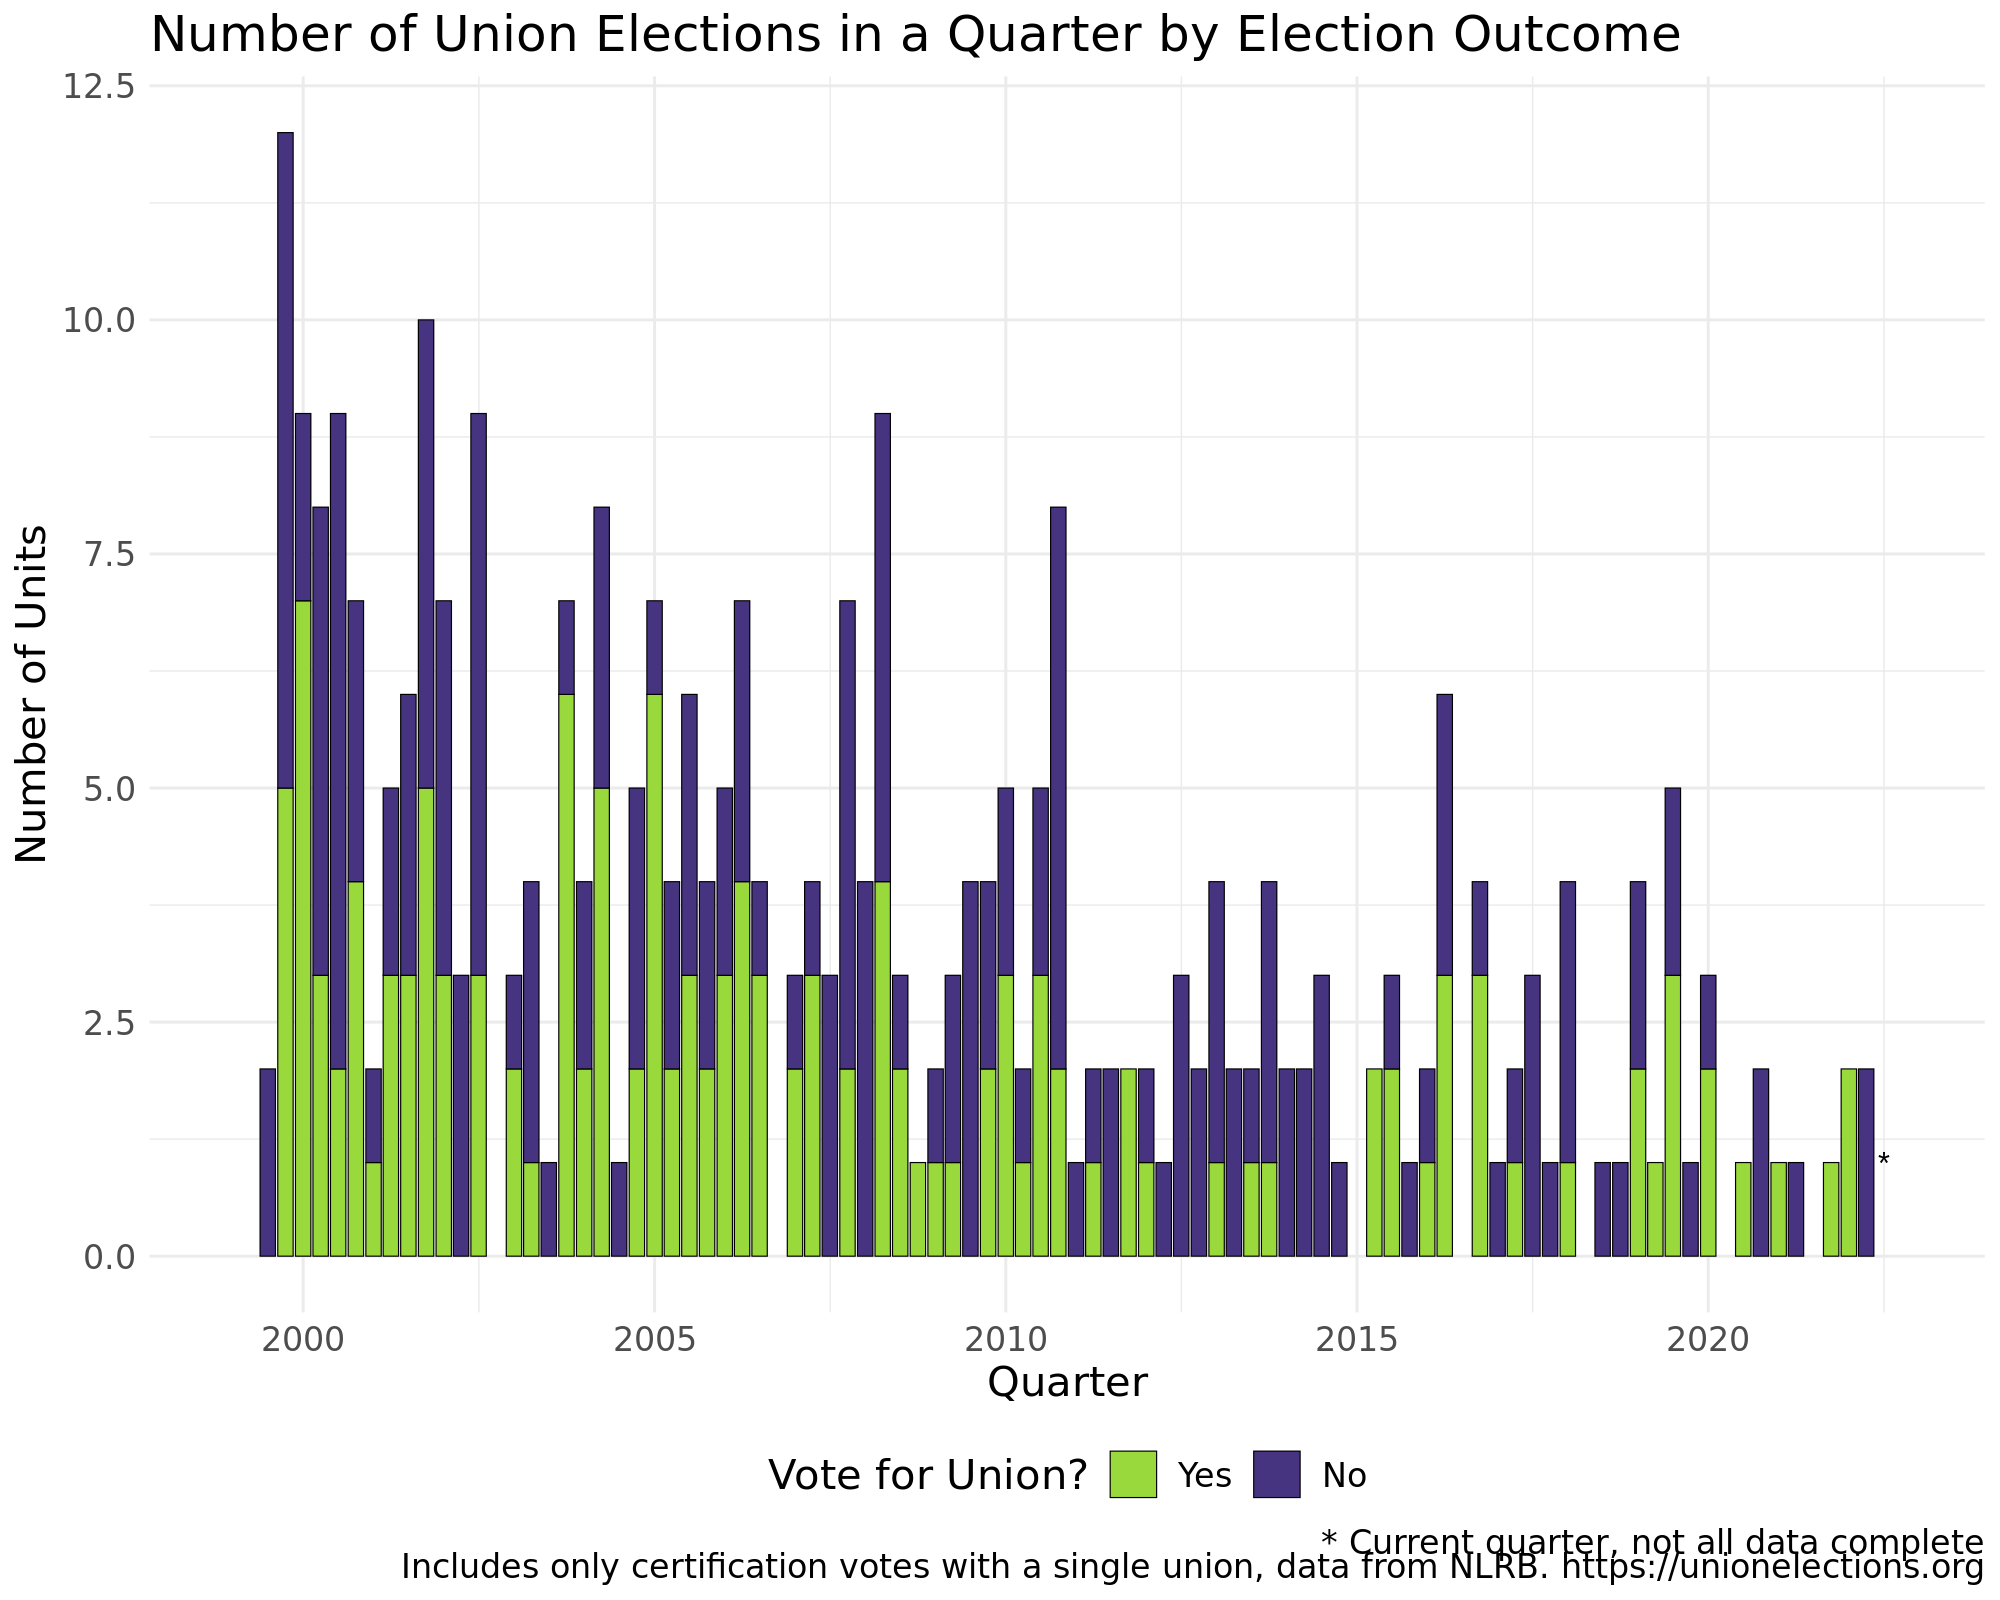 Number of Union Elections in a Quarter by Election Outcome
12.5
10.0
7.5
5.0
2.5
0.0
Number of Units
*
2000 2005 2010 2015 2020
Quarter
Vote for Union? Yes No
* Current quarter, not all data complete
Includes only certification votes with a single union, data from NLRB. https://unionelections.org